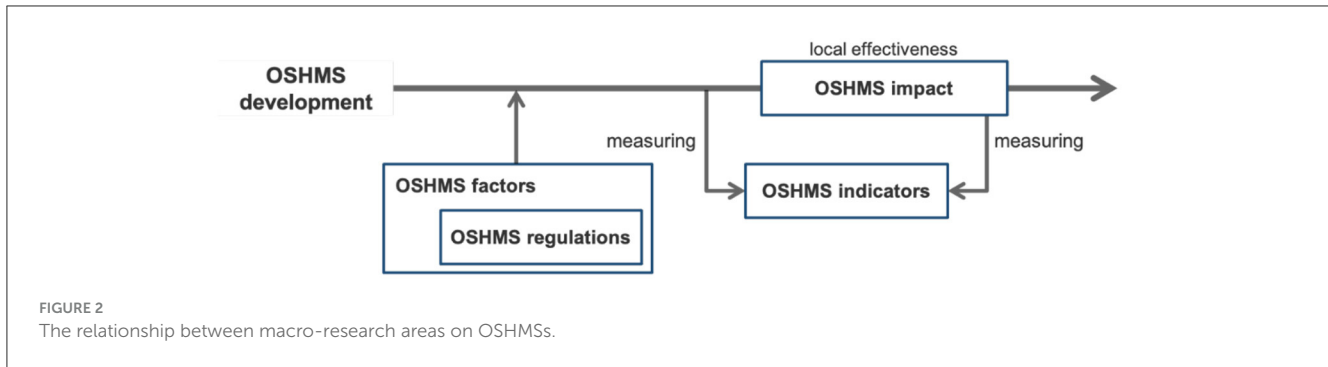 local effectiveness
OSHMS
development
OSHMS impact
measuring
measuring
OSHMS factors
OSHMS indicators
OSHMS regulations
FIGURE 2
The relationship between macro-research areas on OSHMSs.